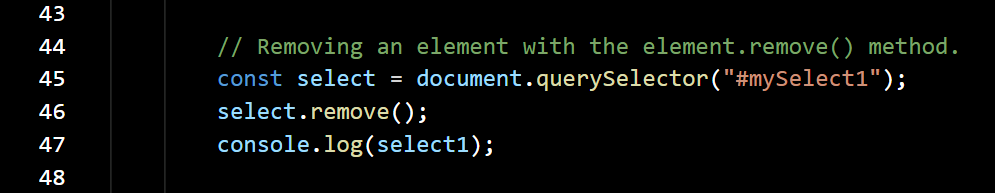 43
44 // Removing an element with the element.remove() method.
45 const select = document.querySelector("#mySelect1");
46 select.remove();
47 console.log(select1);
48